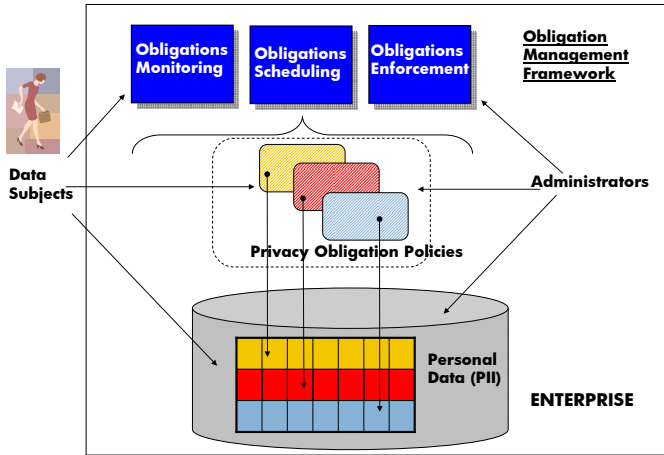 Obligations
Monitoring
Obligations
Scheduling
Obligations
Enforcement
Obligation
Management
Framework
Data
Subjects
Administrators
Privacy Obligation Policies
Personal
Data (PII)
ENTERPRISE